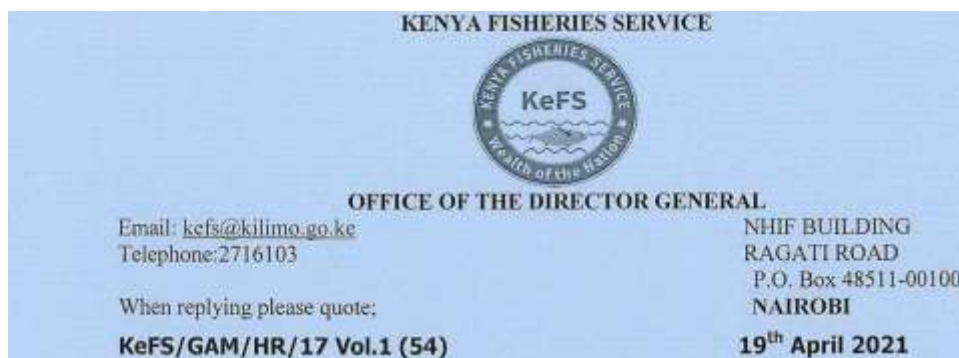 KENYA FISHERIES SERVICE
KENYA FISHERIES SERVICE
KeFS
Wealth of the Nation
OFFICE OF THE DIRECTOR GENERAL
Email: kefs@kilimo.go.ke
NHIF BUILDING
Telephone:2716103
RAGATI ROAD
P.O. Box 48511-00100
When replying please quote;
NAIROBI
KeFS/GAM/HR/17 Vol.1 (54)
19th April 2021